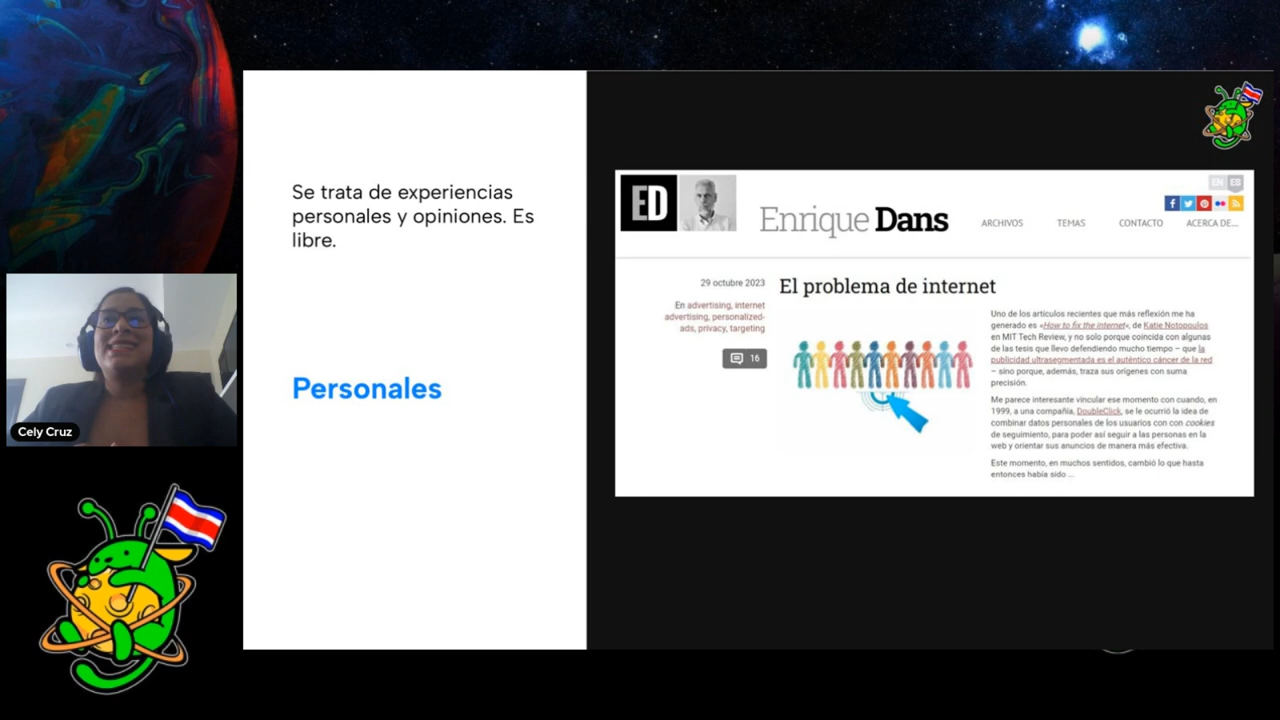 Se trata de experiencias
personales y opiniones. Es
libre.
Personales
Cely Cruz
ED
Enrique Dans
EN ES
ARCHIVOS TEMAS CONTACTO ACERCA DE...
29 octubre 2023
En advertising, internet
advertising, personalized-
ads, privacy, targeting
16
El problema de internet
Uno de los artículos recientes que más reflexión me ha
generado es «How to fix the internet«, de Katie Notopoulos
en MIT Tech Review, y no solo porque coincida con algunas
de las tesis que llevo defendiendo mucho tiempo – que la
publicidad ultrasegmentada es el auténtico cáncer de la red
– sino porque, además, traza sus orígenes con suma
precisión.
Me parece interesante vincular ese momento con cuando, en
1999, a una compañía, DoubleClick, se le ocurrió la idea de
combinar datos personales de los usuarios con con cookies
de seguimiento, para poder así seguir a las personas en la
web y orientar sus anuncios de manera más efectiva.
Este momento, en muchos sentidos, cambió lo que hasta
entonces había sido ...